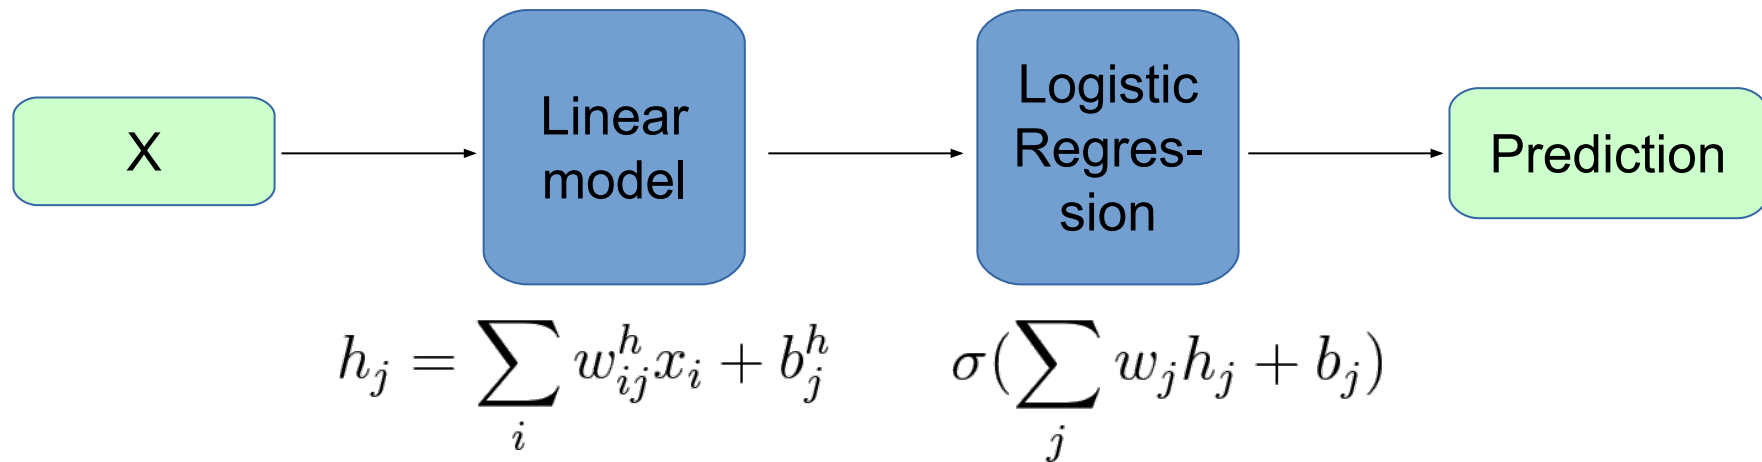 X
Linear
model
Logistic
Regres-
sion
Prediction
h_j = \sum_i w_{ij}^h x_i + b_j^h
\sigma(\sum_j w_j h_j + b_j)